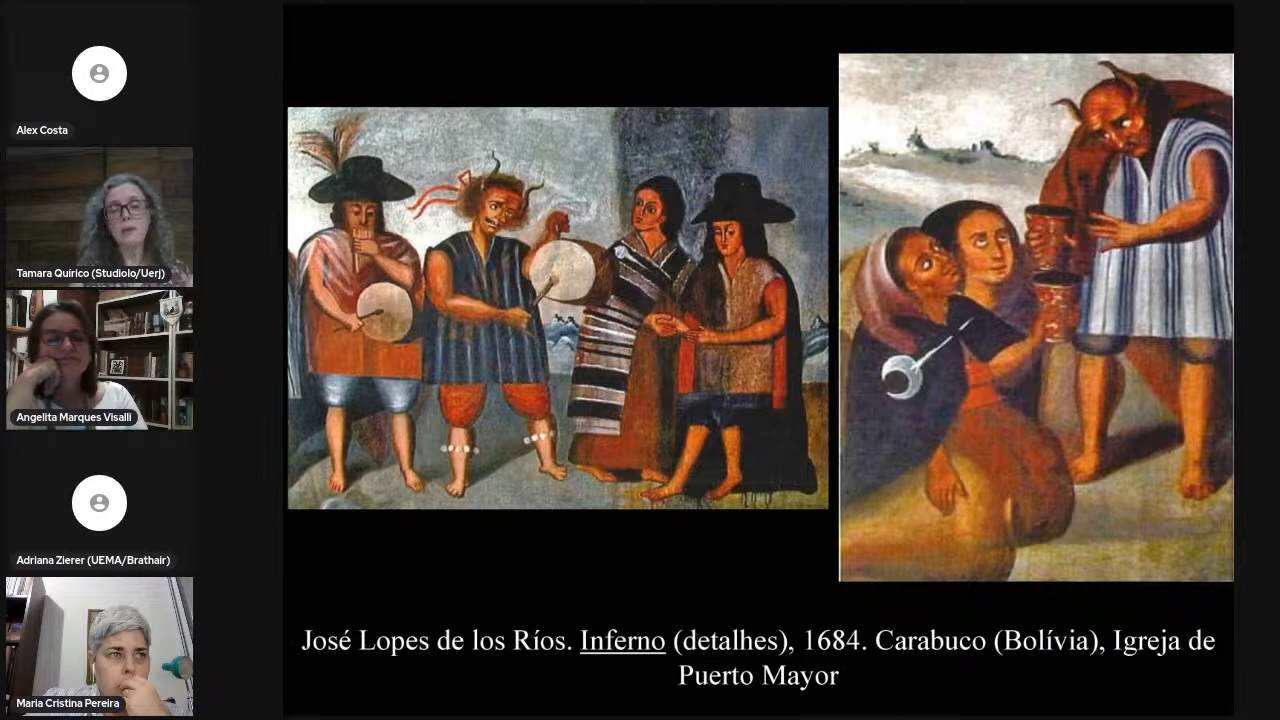 Alex Costa
Tamara Quírico (Studiolo/Uerj)
Angelita Marques Visalli
Adriana Zierer (UEMA/Brathair)
Maria Cristina Pereira
José Lopes de los Ríos. Inferno (detalhes), 1684. Carabuco (Bolívia), Igreja de
Puerto Mayor